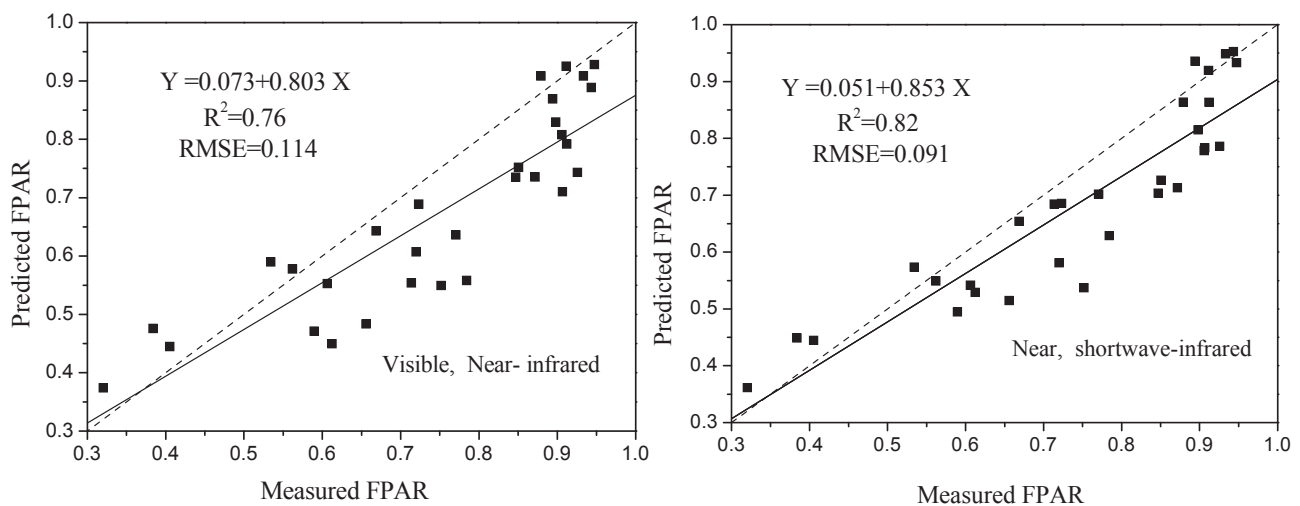 1.0
0.9
0.8
0.7
0.6
0.5
0.4
0.3
Predicted FPAR
Y =0.073+0.803 X
R²=0.76
RMSE=0.114
Visible, Near- infrared
0.3 0.4 0.5 0.6 0.7 0.8 0.9 1.0
Measured FPAR
1.0
0.9
0.8
0.7
0.6
0.5
0.4
0.3
Predicted FPAR
Y =0.051+0.853 X
R²=0.82
RMSE=0.091
Near, shortwave-infrared
0.3 0.4 0.5 0.6 0.7 0.8 0.9 1.0
Measured FPAR